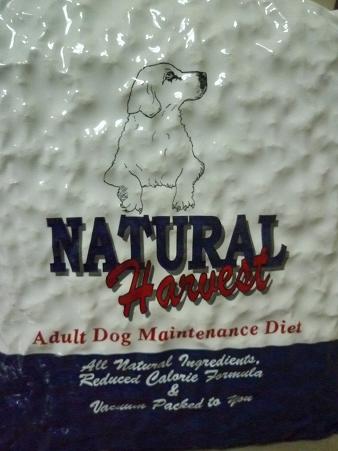 NATURAL
Harvest
Adult Dog Maintenance Diet
All Natural Ingredients,
Reduced Calorie Formula
&
Vacuum Packed to You